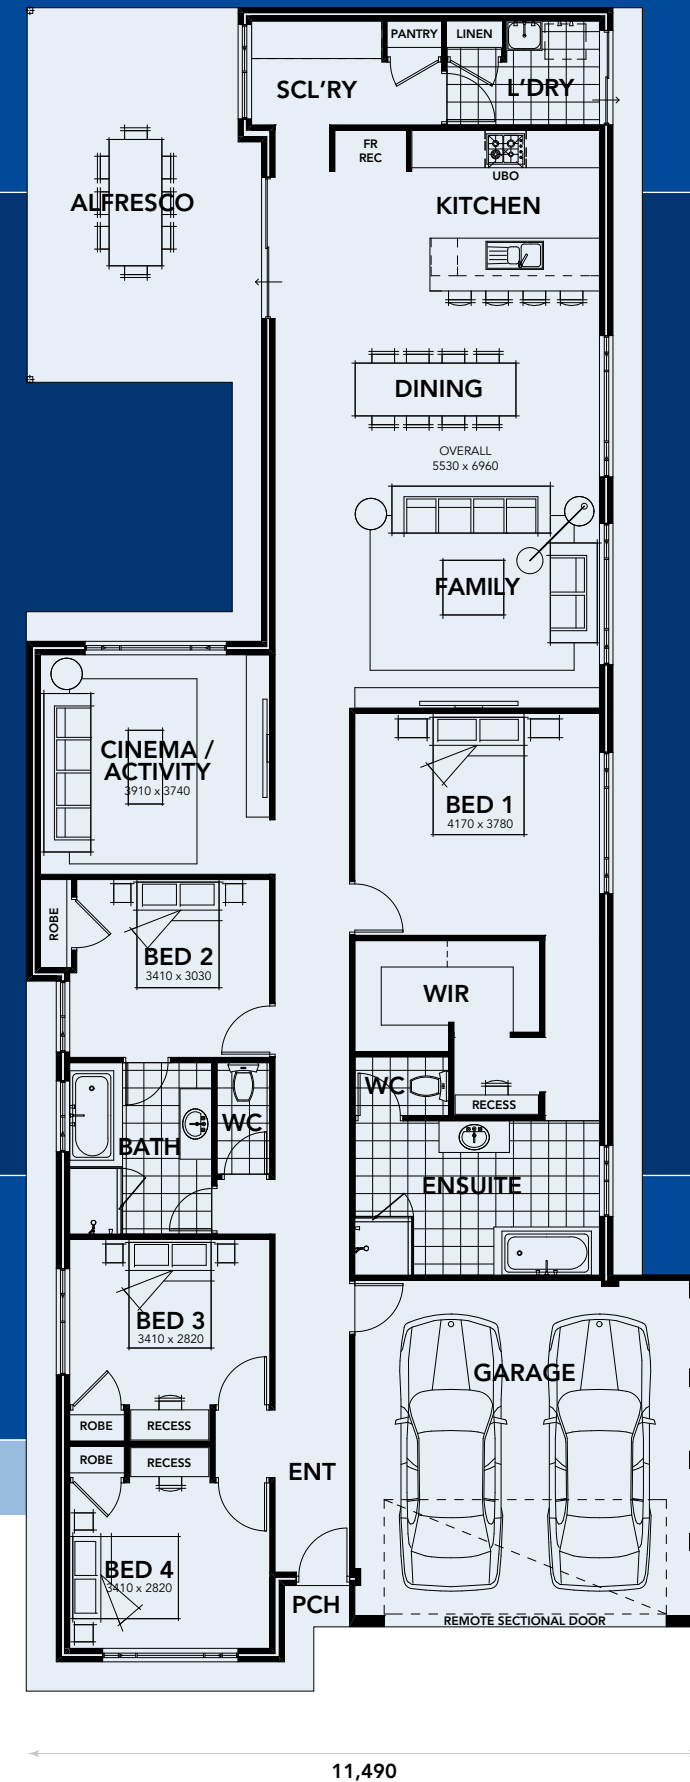 PANTRY
LINEN
SCL'RY
L'DRY
FR
REC
UBO
ALFRESCO
KITCHEN
DINING
OVERALL
5530 x 6960
FAMILY
CINEMA /
ACTIVITY
3910 x 3740
BED 1
4170 x 3780
ROBE
BED 2
3410 x 3030
WIR
WC
RECESS
WC
BATH
ENSUITE
BED 3
3410 x 2820
GARAGE
ROBE
RECESS
ROBE
RECESS
ENT
BED 4
3410 x 2820
PCH
REMOTE SECTIONAL DOOR
11,490